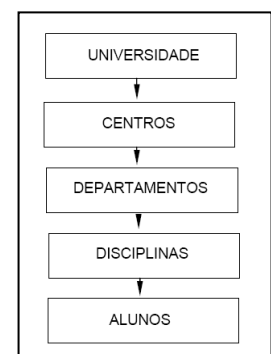 UNIVERSIDADE
CENTROS
DEPARTAMENTOS
DISCIPLINAS
ALUNOS